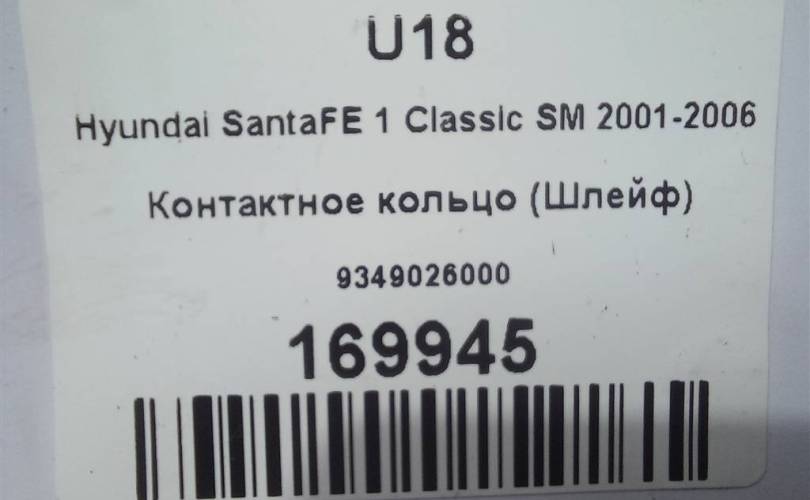 U18
Hyundai SantaFE 1 Classic SM 2001-2006
Контактное кольцо (Шлейф)
9349026000
169945